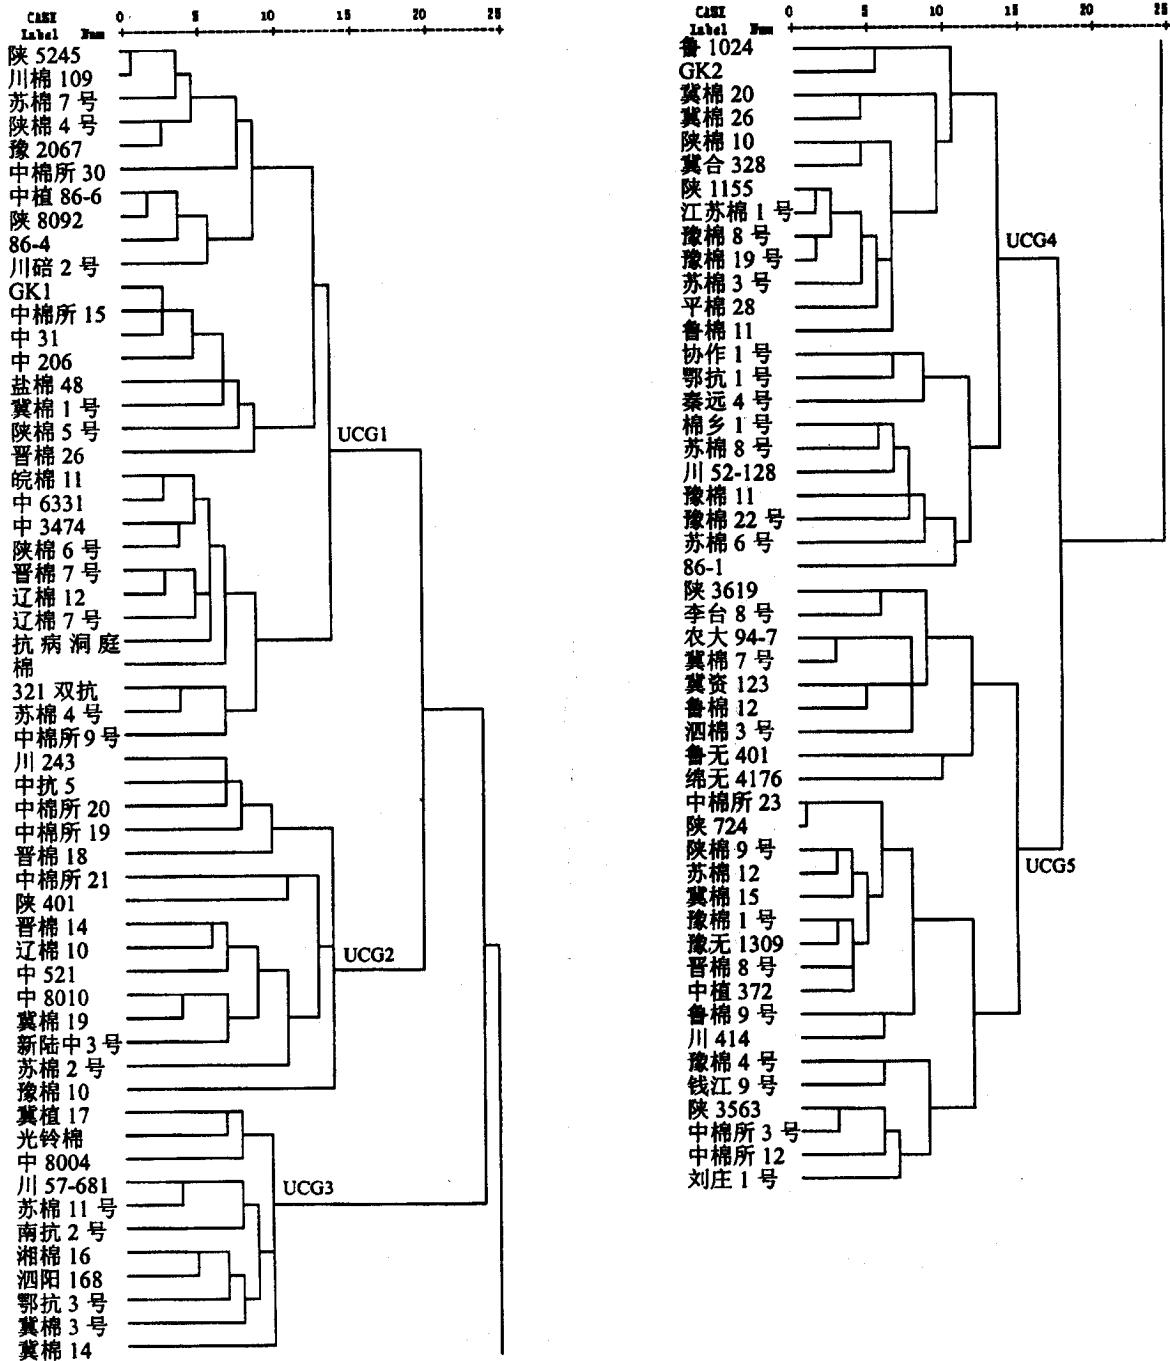 CASE 0 5 10 15 20 25
Label Num
陕 5245
川棉 109
苏棉 7 号
陕棉 4 号
豫 2067
中棉所 30
中植 86-6
陕 8092
86-4
川碚 2 号
GK1
中棉所 15
中 31
中 206
盐棉 48
冀棉 1 号
陕棉 5 号
晋棉 26
皖棉 11
中 6331
中 3474
陕棉 6 号
晋棉 7 号
辽棉 12
辽棉 7 号
抗 病 洞 庭
棉
321 双抗
苏棉 4 号
中棉所 9 号
川 243
中抗 5
中棉所 20
中棉所 19
晋棉 18
中棉所 21
陕 401
晋棉 14
辽棉 10
中 521
中 8010
冀棉 19
新陆中 3 号
苏棉 2 号
豫棉 10
冀植 17
光铃棉
中 8004
川 57-681
苏棉 11 号
南抗 2 号
湘棉 16
泗阳 168
鄂抗 3 号
冀棉 3 号
冀棉 14
UCG1
UCG2
UCG3
CASE 0 5 10 15 20 25
Label Num
鲁 1024
GK2
冀棉 20
冀棉 26
陕棉 10
冀合 328
陕 1155
江苏棉 1 号
豫棉 8 号
豫棉 19 号
苏棉 3 号
平棉 28
鲁棉 11
协作 1 号
鄂抗 1 号
秦远 4 号
棉乡 1 号
苏棉 8 号
川 52-128
豫棉 11
豫棉 22 号
苏棉 6 号
86-1
陕 3619
李台 8 号
农大 94-7
冀棉 7 号
冀资 123
鲁棉 12
泗棉 3 号
鲁无 401
绵无 4176
中棉所 23
陕 724
陕棉 9 号
苏棉 12
冀棉 15
豫棉 1 号
豫无 1309
晋棉 8 号
中植 372
鲁棉 9 号
川 414
豫棉 4 号
钱江 9 号
陕 3563
中棉所 3 号
中棉所 12
刘庄 1 号
UCG4
UCG5